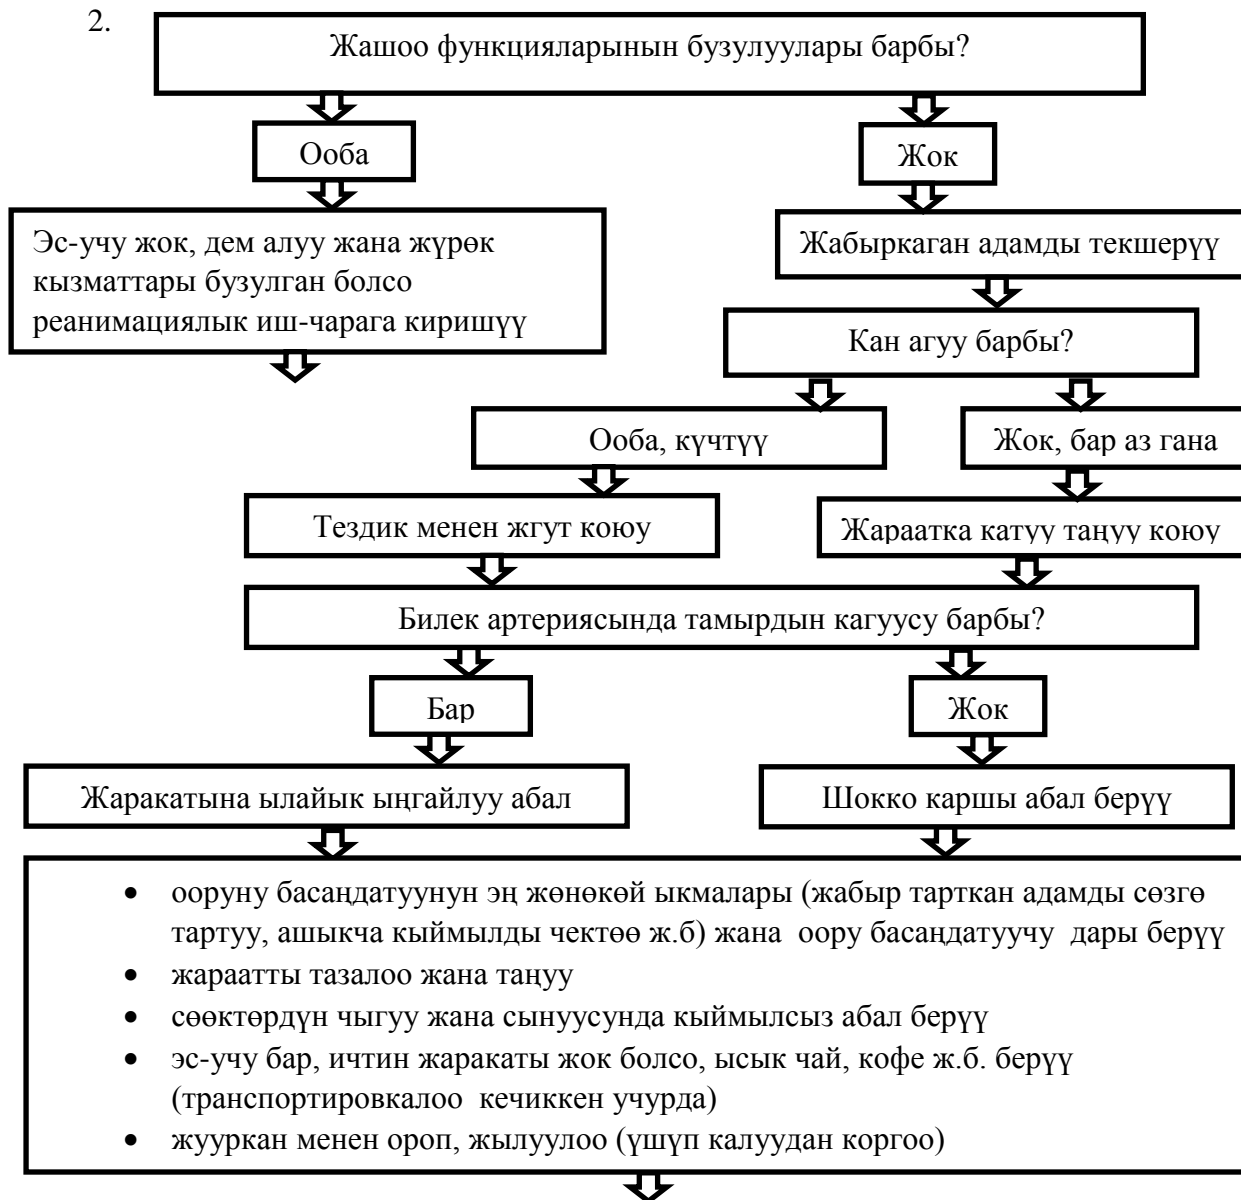 2.
Жашоо функцияларынын бузулуулары барбы?
Ооба
Жок
Эс-учу жок, дем алуу жана жүрөк
кызматтары бузулган болсо
реанимациялык иш-чарага киришүү
Жабыркаган адамды текшерүү
Кан агуу барбы?
Ооба, күчтүү
Жок, бар аз гана
Тездик менен жгут коюу
Жараатка катуу таңуу коюу
Билек артериясында тамырдын кагуусу барбы?
Бар
Жок
Жаракатына ылайык ыңгайлуу абал
Шокко каршы абал берүү
• ооруну басаңдатуунун эң жөнөкөй ыкмалары (жабыр тарткан адамды сөзгө
тартуу, ашыкча кыймылды чектөө ж.б) жана оору басаңдатуучу дары берүү
• жараатты тазалоо жана таңуу
• сөөктөрдүн чыгуу жана сынуусунда кыймылсыз абал берүү
• эс-учу бар, ичтин жаракаты жок болсо, ысык чай, кофе ж.б. берүү
(транспортировкалоо кечиккен учурда)
• жууркан менен ороп, жылуулоо (үшүп калуудан коргоо)